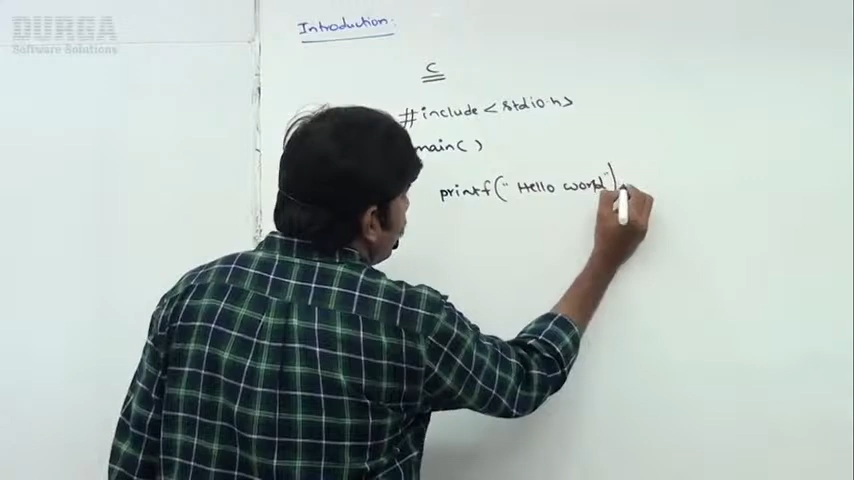 DURGA
Software Solutions
Introduction:
C
#include <stdio.h>
main( )
printf(" Hello world")